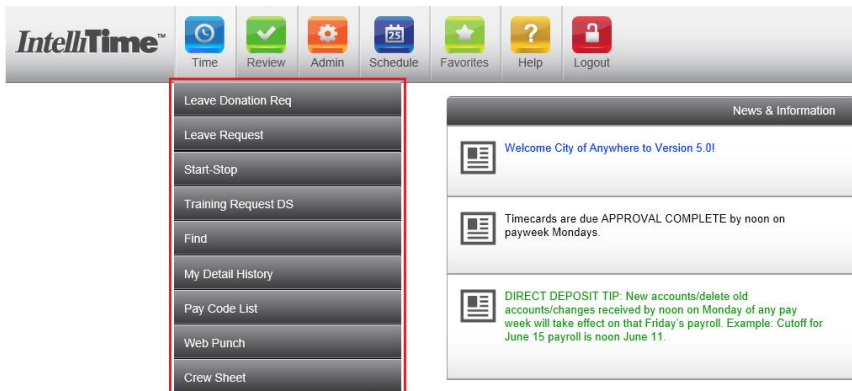 IntelliTime™
25
?
Time
Review
Admin
Schedule
Favorites
Help
Logout
Leave Donation Req
Leave Request
Start-Stop
Training Request DS
Find
My Detail History
Pay Code List
Web Punch
Crew Sheet
News & Information
Welcome City of Anywhere to Version 5.0!
Timecards are due APPROVAL COMPLETE by noon on
payweek Mondays.
DIRECT DEPOSIT TIP: New accounts/delete old
accounts/changes received by noon on Monday of any pay
week will take effect on that Friday's payroll. Example: Cutoff for
June 15 payroll is noon June 11.